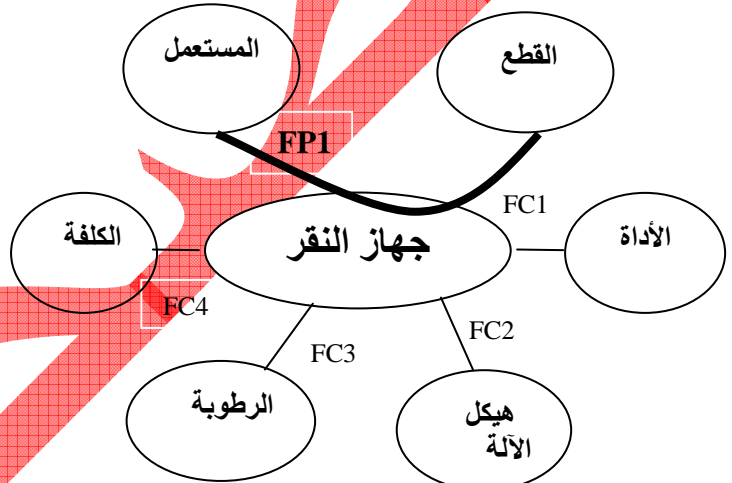 القطع
المستعمل
FP1
FC1
الأداة
جهاز النقر
الكلفة
FC4
FC2
FC3
الرطوبة
هيكل
الآلة